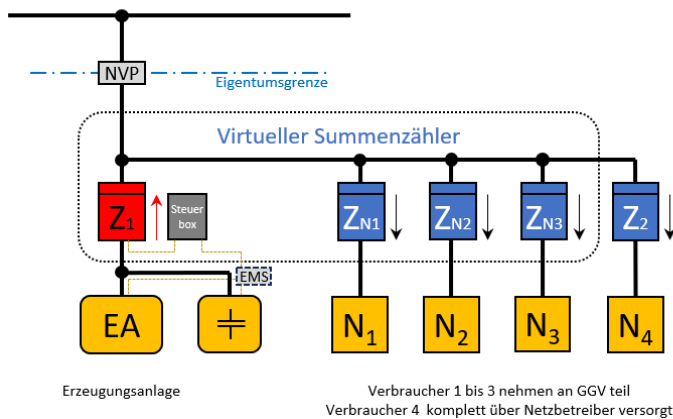 NVP
Eigentumsgrenze
Virtueller Summenzähler
Z1
Steuer
box
ZN1
ZN2
ZN3
Z2
EMS
EA
N1
N2
N3
N4
Erzeugungsanlage
Verbraucher 1 bis 3 nehmen an GGV teil
Verbraucher 4 komplett über Netzbetreiber versorgt